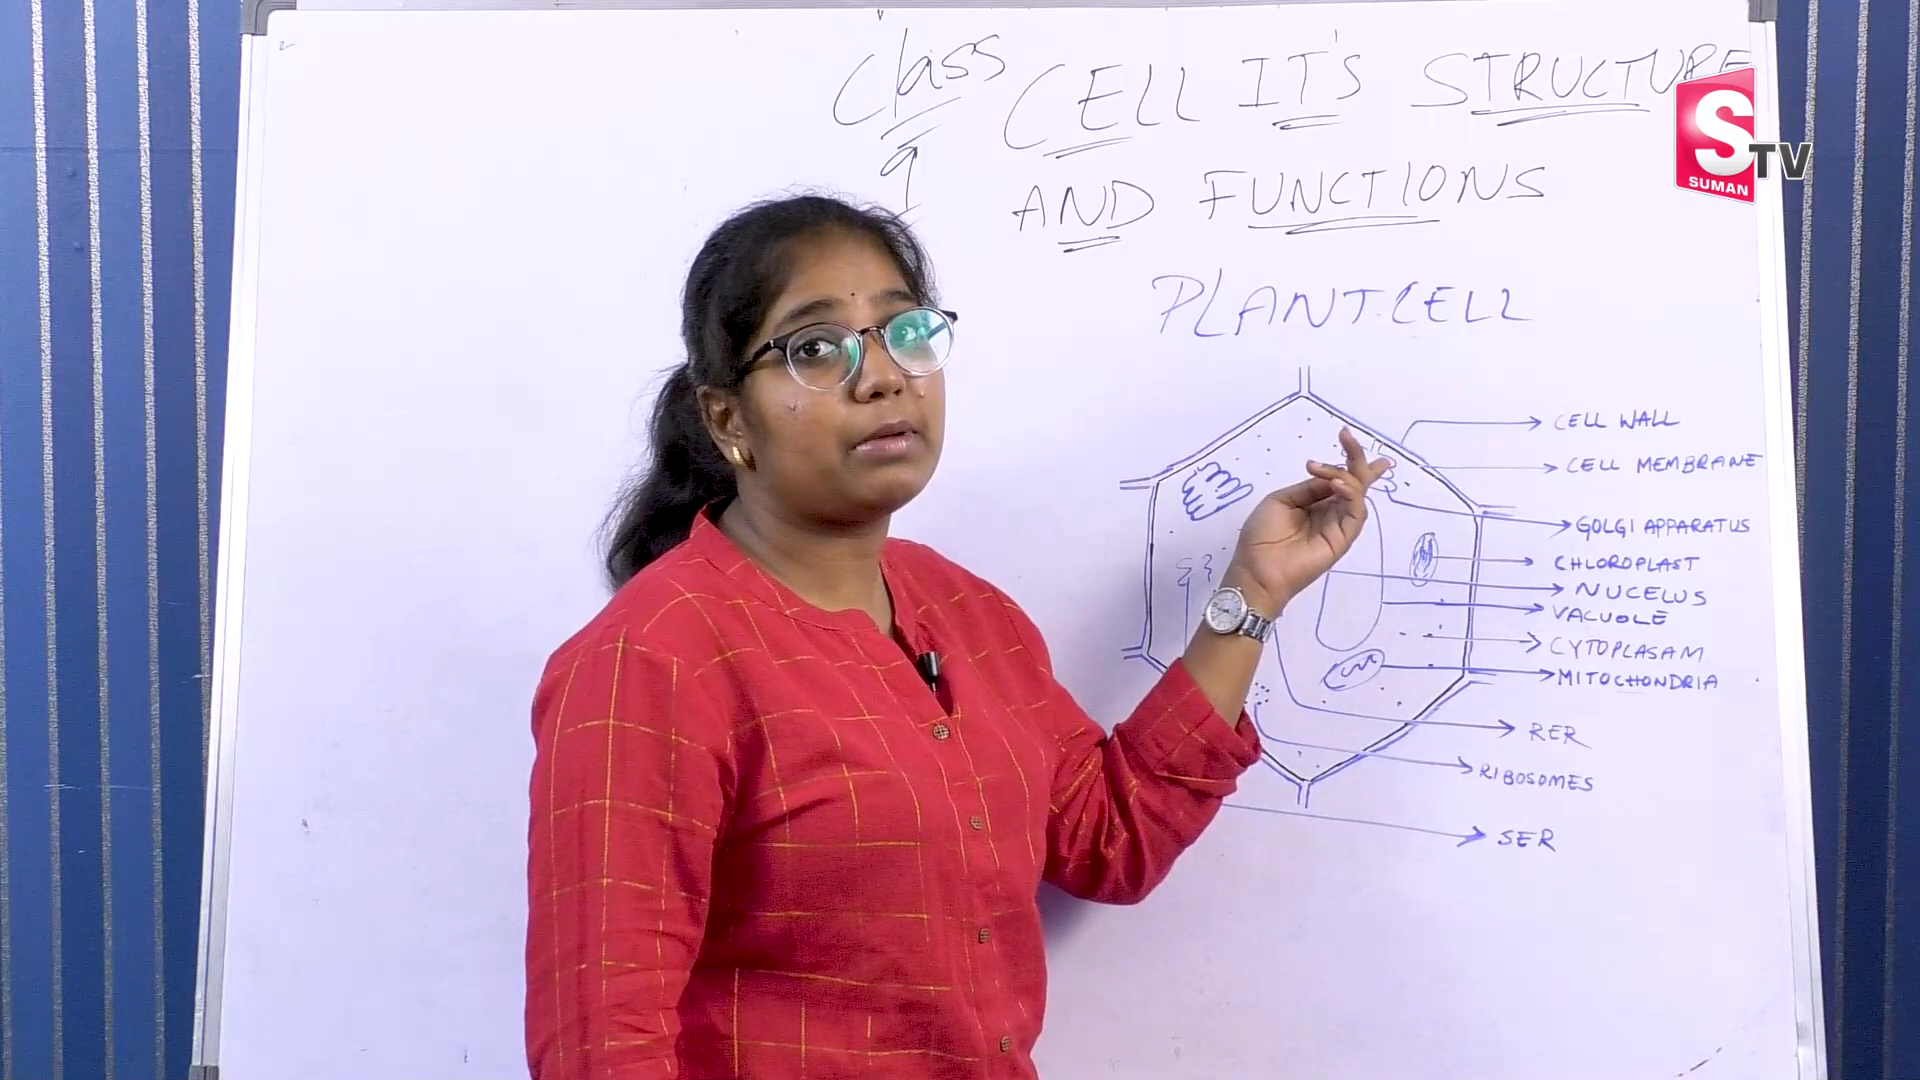 Class CELL IT'S STRUCTURE
9 AND FUNCTIONS
PLANT CELL
CELL WALL
CELL MEMBRANE
GOLGI APPARATUS
CHLOROPLAST
NUCELUS
VACUOLE
CYTOPLASAM
MITOCHONDRIA
RER
RIBOSOMES
SER
S TV
SUMAN